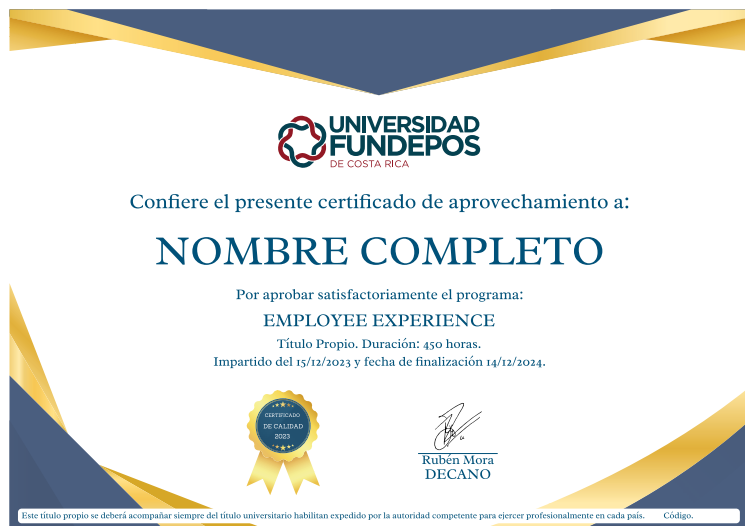 UNIVERSIDAD
FUNDEPOS
DE COSTA RICA
Confiere el presente certificado de aprovechamiento a:
NOMBRE COMPLETO
Por aprobar satisfactoriamente el programa:
EMPLOYEE EXPERIENCE
Título Propio. Duración: 450 horas.
Impartido del 15/12/2023 y fecha de finalización 14/12/2024.
CERTIFICADO
DE CALIDAD
2023
Rubén Mora
DECANO
Este título propio se deberá acompañar siempre del título universitario habilitan expedido por la autoridad competente para ejercer profesionalmente en cada país. Código.